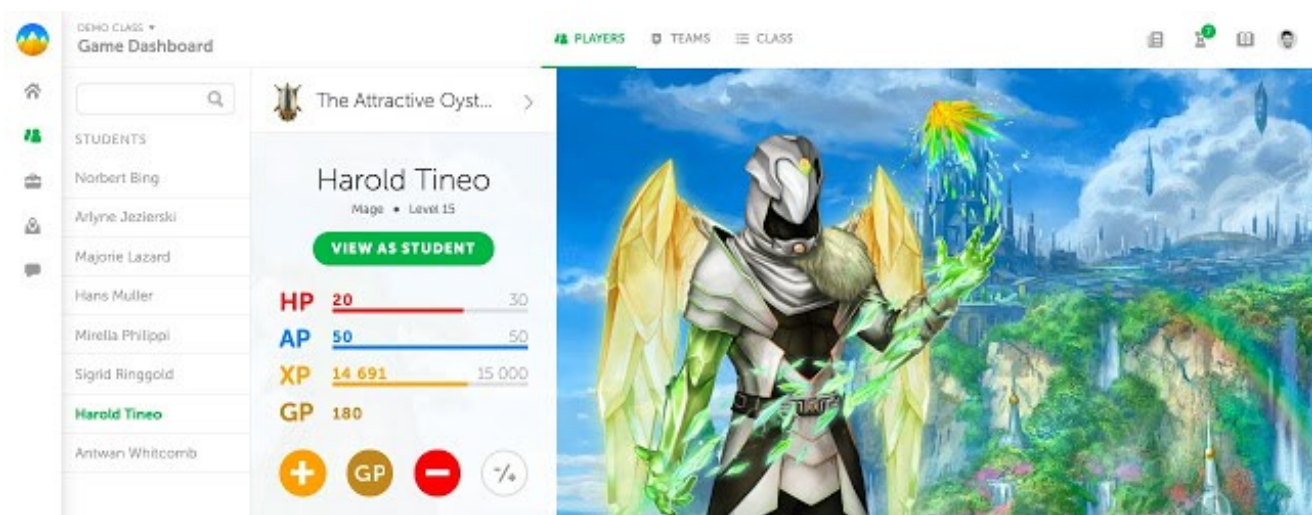 DEMO CLASS
Game Dashboard
PLAYERS
TEAMS
CLASS
7
STUDENTS
Norbert Bing
Arlyne Jezierski
Majorie Lazard
Hans Muller
Mirella Philippi
Sigrid Ringgold
Harold Tineo
Antwan Whitcomb
The Attractive Oyst...
Harold Tineo
Mage • Level 15
VIEW AS STUDENT
HP 20 30
AP 50 50
XP 14 691 15 000
GP 180
+ GP − −/+